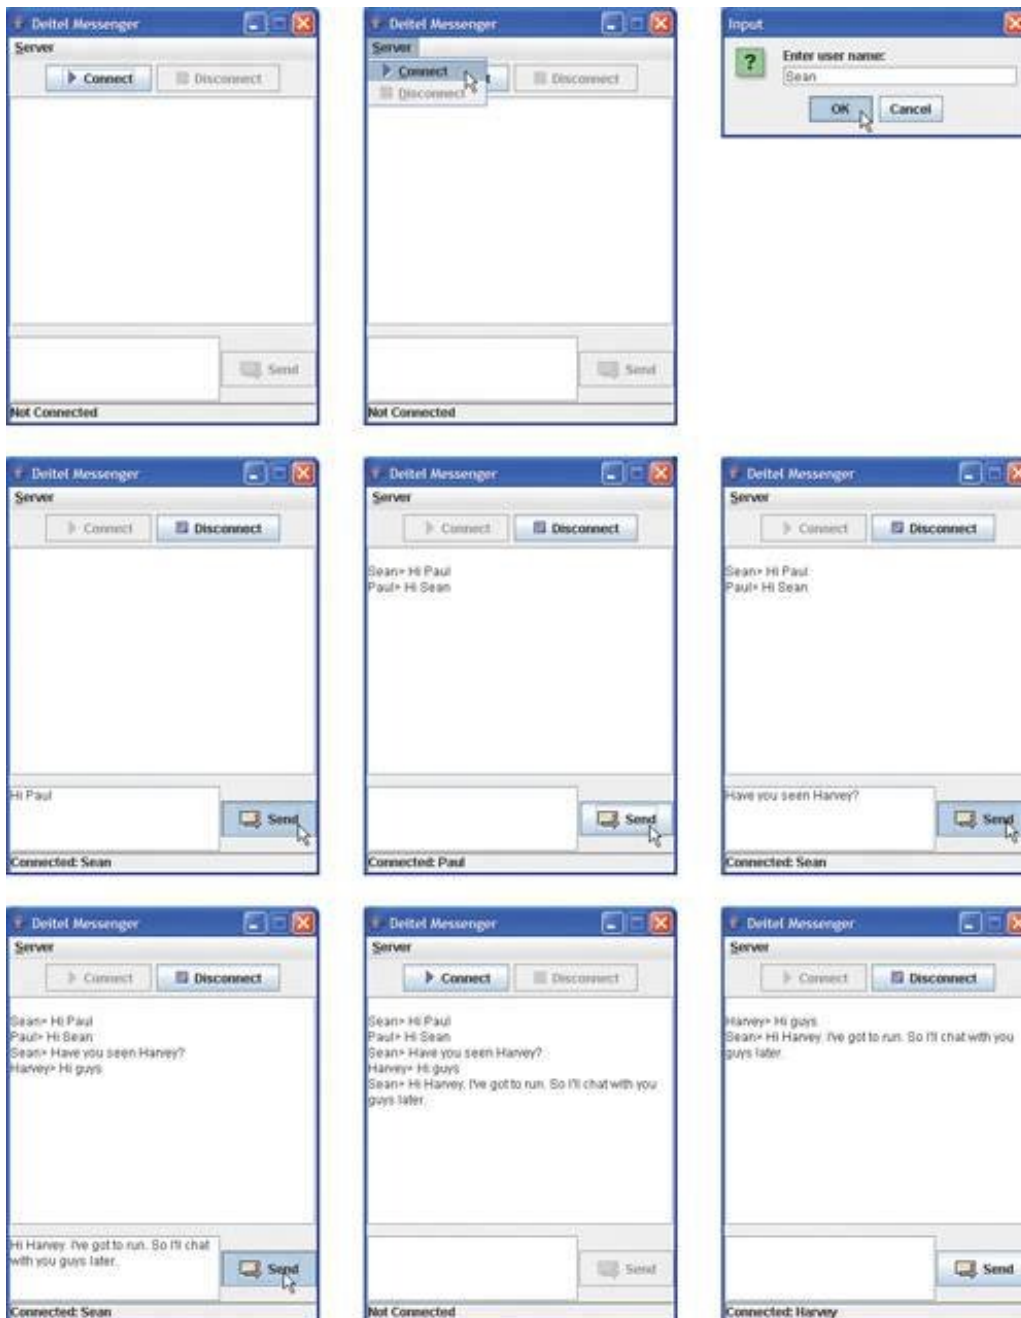 Deitel Messenger
Server
Connect Disconnect
Send
Not Connected
Deitel Messenger
Server
Connect
Disconnect
Disconnect
Send
Not Connected
Input
Enter user name:
Sean
OK Cancel
Deitel Messenger
Server
Connect Disconnect
Hi Paul
Send
Connected: Sean
Deitel Messenger
Server
Connect Disconnect
Sean> Hi Paul
Paul> Hi Sean
Send
Connected: Paul
Deitel Messenger
Server
Connect Disconnect
Sean> Hi Paul
Paul> Hi Sean
Have you seen Harvey?
Send
Connected: Sean
Deitel Messenger
Server
Connect Disconnect
Sean> Hi Paul
Paul> Hi Sean
Sean> Have you seen Harvey?
Harvey> Hi guys
Hi Harvey. I've got to run. So I'll chat
with you guys later.
Send
Connected: Sean
Deitel Messenger
Server
Connect Disconnect
Sean> Hi Paul
Paul> Hi Sean
Sean> Have you seen Harvey?
Harvey> Hi guys
Sean> Hi Harvey. I've got to run. So I'll chat with you
guys later.
Send
Not Connected
Deitel Messenger
Server
Connect Disconnect
Harvey> Hi guys
Sean> Hi Harvey. I've got to run. So I'll chat with you
guys later.
Send
Connected: Harvey